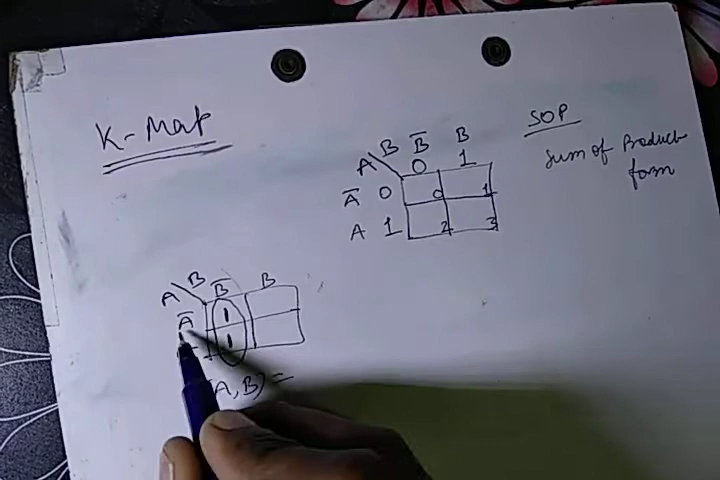 K-Map
SOP
Sum of Product
form
A B B̅ B
0 1
A̅ 0 0 1
A 1 2 3
A B B̅ B
A̅ 1
1
(A,B) =